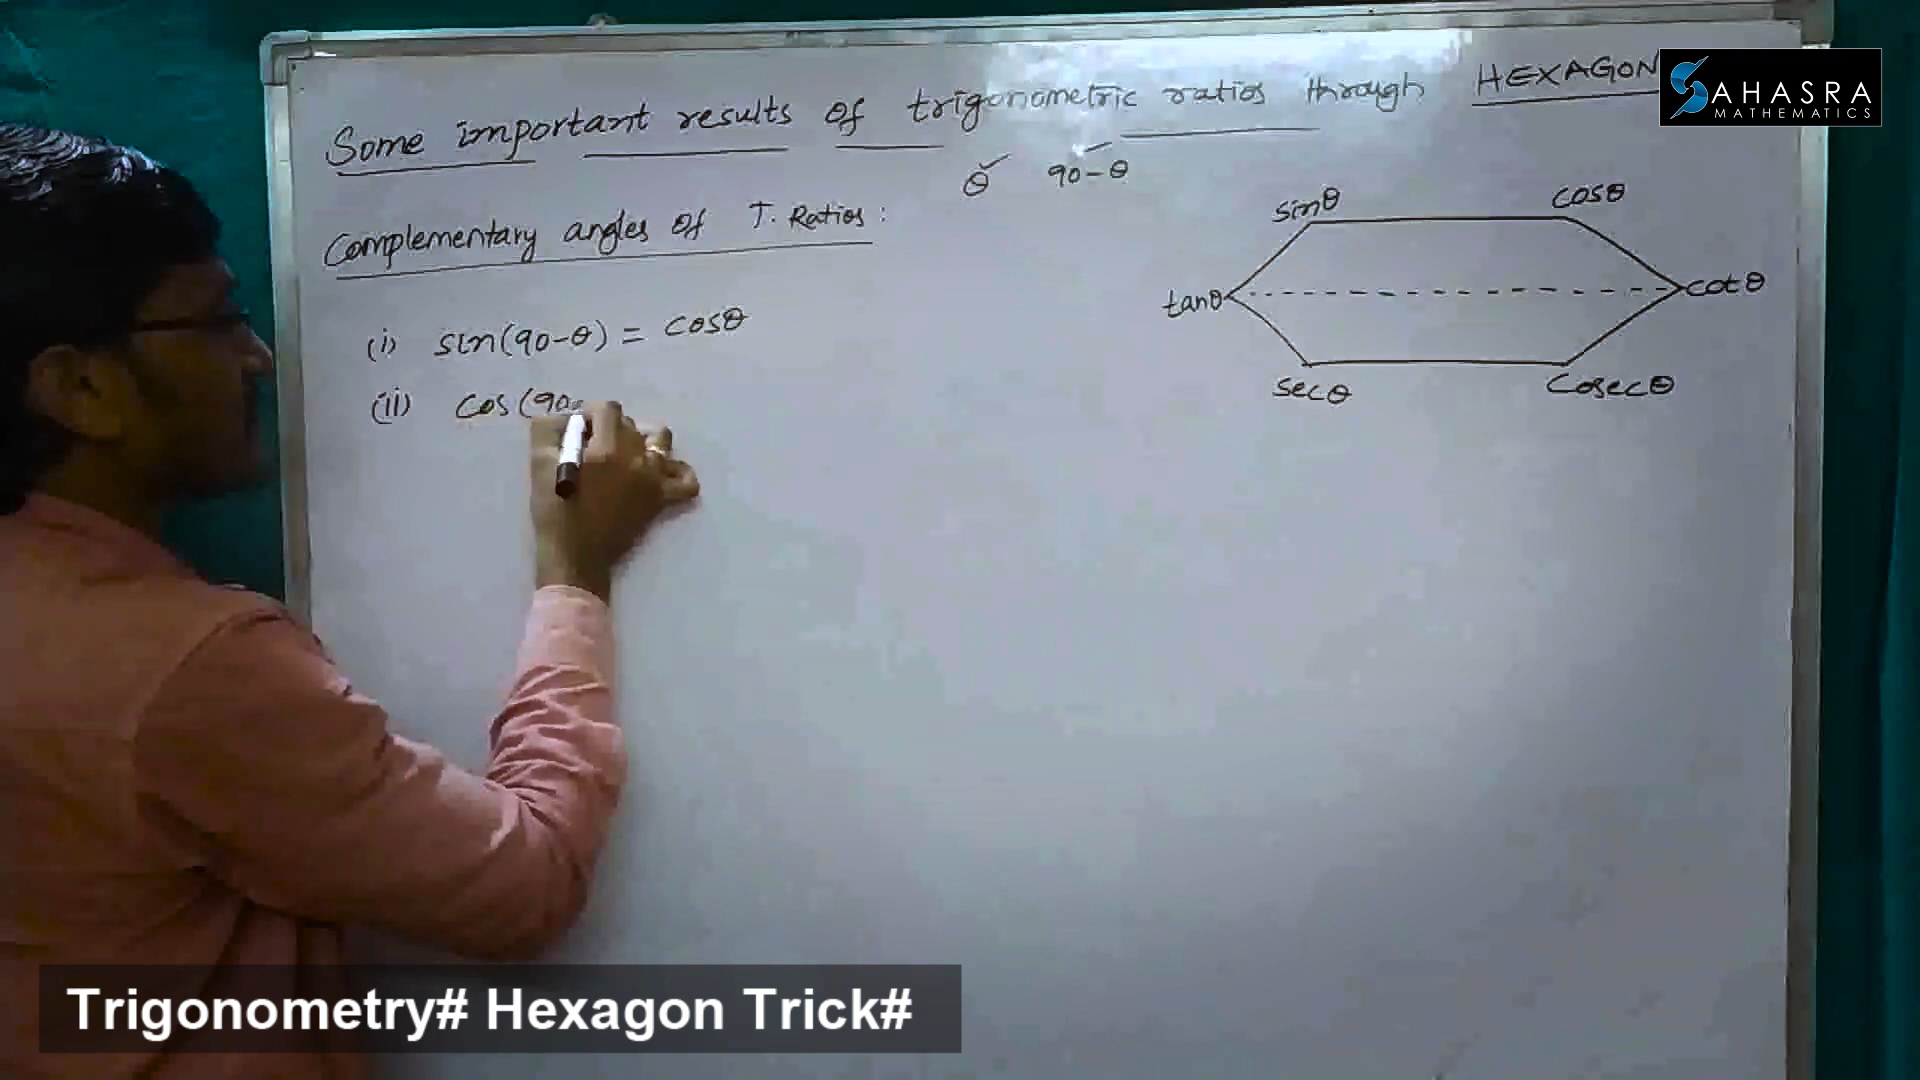 Some important results of trigonometric ratios through HEXAGON
SAHASRA
MATHEMATICS
θ 90-θ
Complementary angles of T. Ratios:
sinθ cosθ
tanθ cotθ
secθ Cosecθ
(i) sin(90-θ) = cosθ
(ii) cos(90-
Trigonometry# Hexagon Trick#